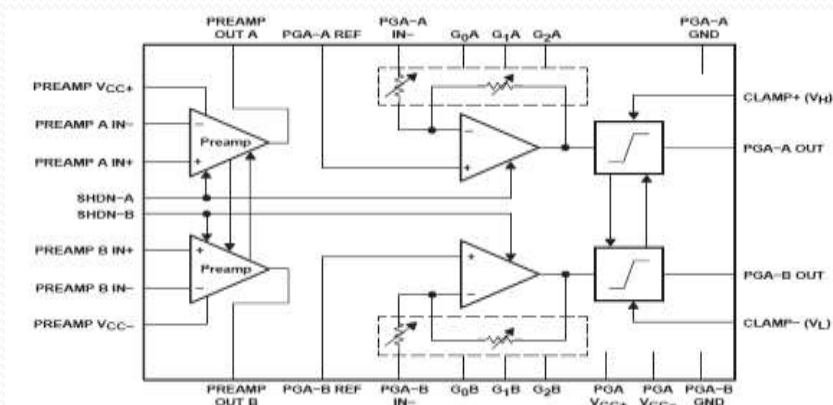 PREAMP OUT A
PGA–A REF
PGA–A IN–
G0A G1A G2A
PGA–A GND
PREAMP VCC+
PREAMP A IN–
PREAMP A IN+
SHDN–A
SHDN–B
PREAMP B IN+
PREAMP B IN–
PREAMP VCC–
– Preamp +
+ Preamp –
– +
+ –
CLAMP+ (VH)
PGA–A OUT
PGA–B OUT
CLAMP– (VL)
PREAMP OUT B
PGA–B REF
PGA–B IN–
G0B G1B G2B
PGA VCC+
PGA VCC–
PGA–B GND